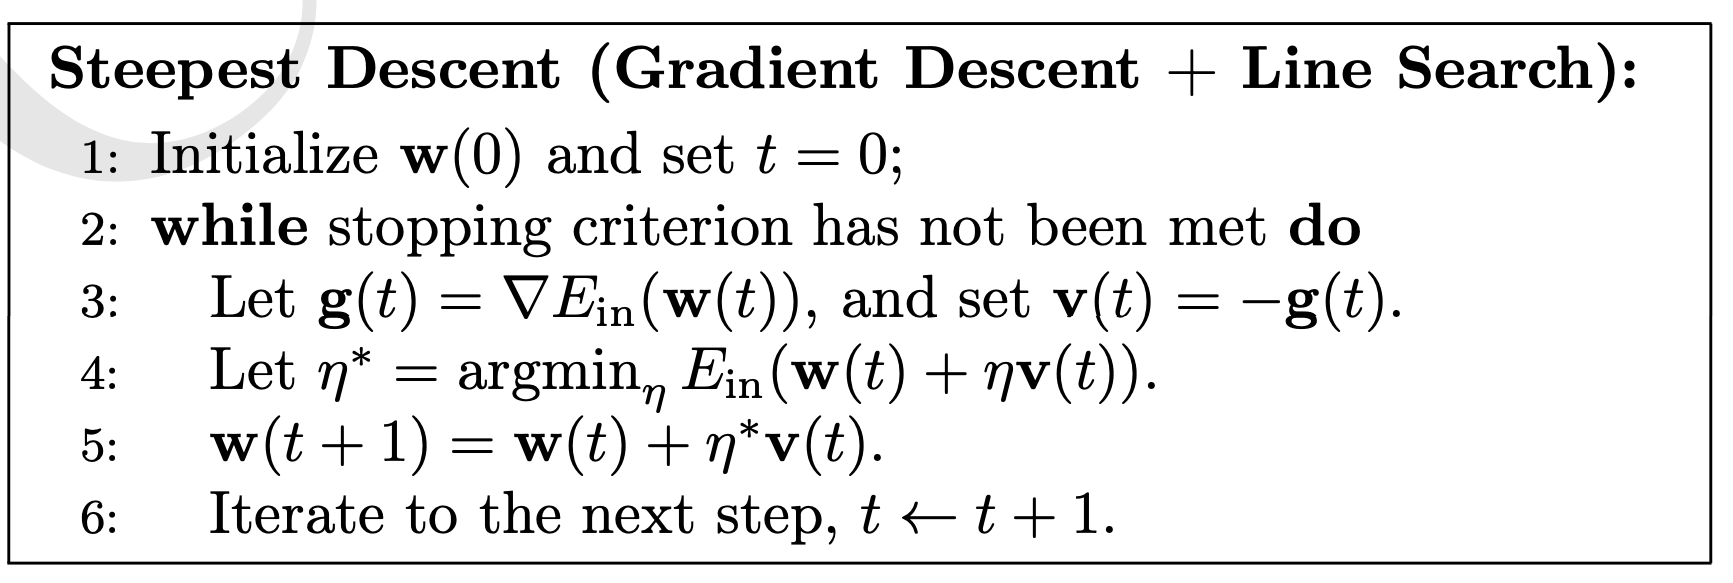 Steepest Descent (Gradient Descent + Line Search):
1: Initialize w(0) and set t = 0;
2: while stopping criterion has not been met do
3: Let g(t) = ∇E_in(w(t)), and set v(t) = −g(t).
4: Let η* = argmin_η E_in(w(t) + ηv(t)).
5: w(t + 1) = w(t) + η*v(t).
6: Iterate to the next step, t ← t + 1.